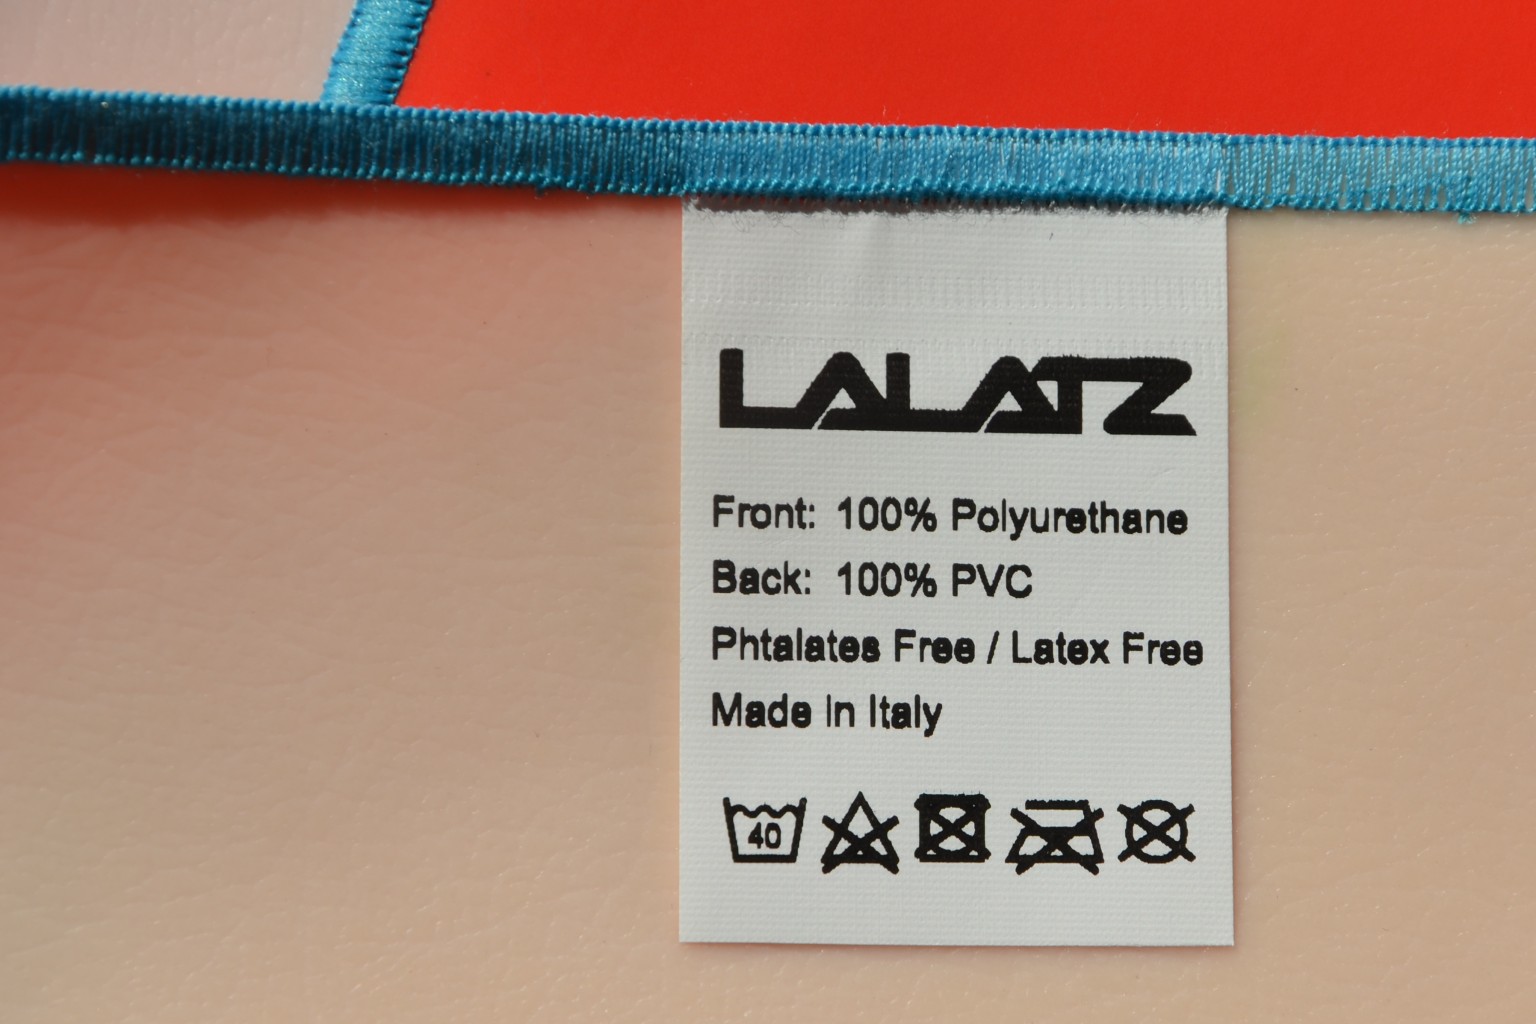 LALATZ
Front: 100% Polyurethane
Back: 100% PVC
Phtalates Free / Latex Free
Made in Italy
40